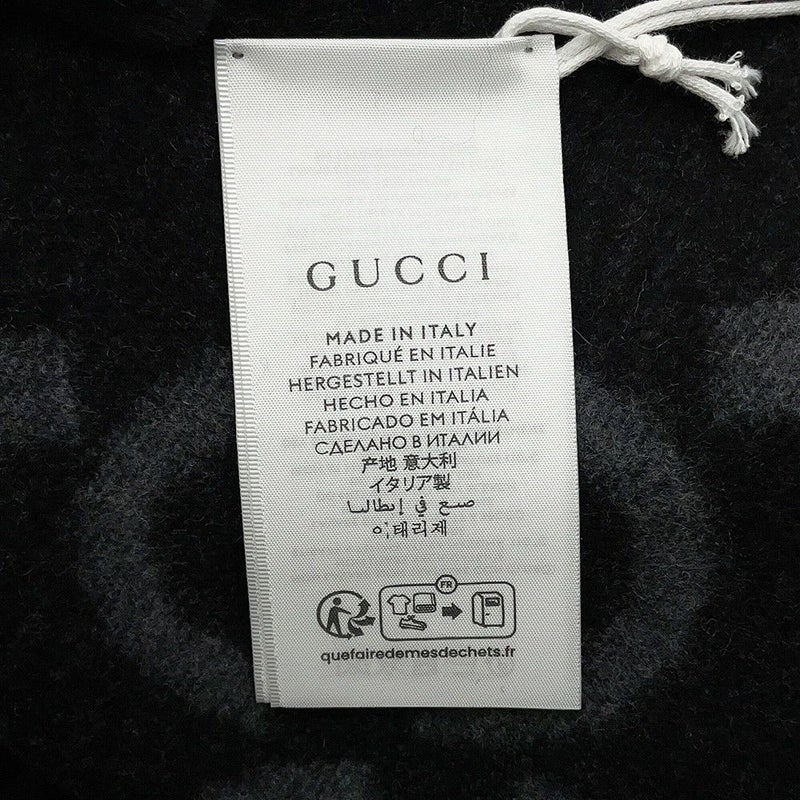 GUCCI
MADE IN ITALY
FABRIQUÉ EN ITALIE
HERGESTELLT IN ITALIEN
HECHO EN ITALIA
FABRICADO EM ITÁLIA
СДЕЛАНО В ИТАЛИИ
产地 意大利
イタリア製
صنع في إيطاليا
이태리제
FR
quefairedemesdechets.fr